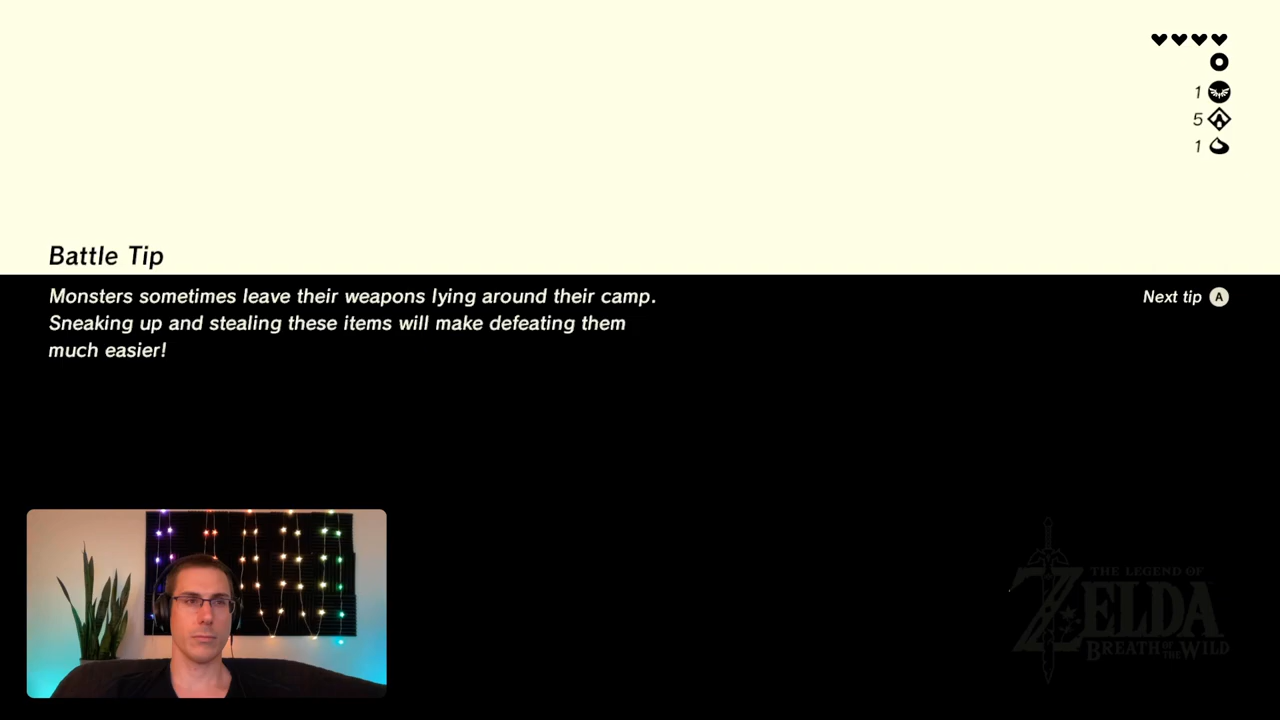 1
5
1
Battle Tip
Monsters sometimes leave their weapons lying around their camp.
Next tip A
Sneaking up and stealing these items will make defeating them
much easier!
THE LEGEND OF
ZELDA
BREATH OF THE WILD